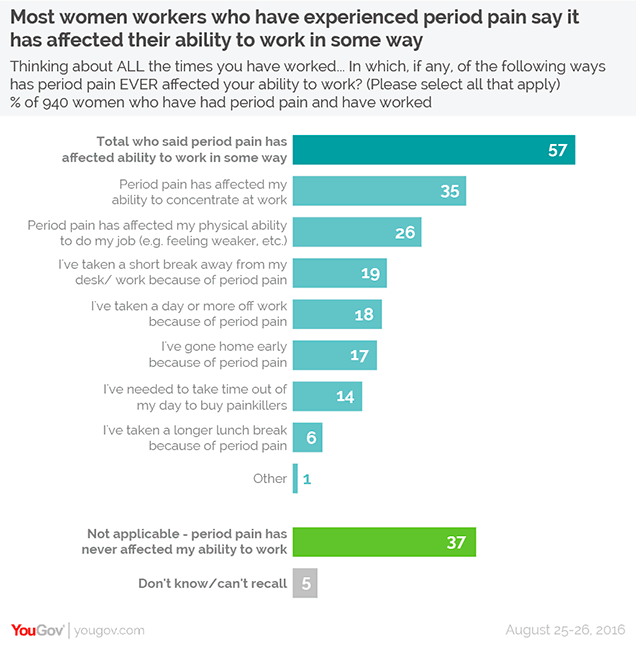 Most women workers who have experienced period pain say it
has affected their ability to work in some way
Thinking about ALL the times you have worked... In which, if any, of the following ways
has period pain EVER affected your ability to work? (Please select all that apply)
% of 940 women who have had period pain and have worked
Total who said period pain has
affected ability to work in some way
57
Period pain has affected my
ability to concentrate at work
35
Period pain has affected my physical ability
to do my job (e.g. feeling weaker, etc.)
26
I've taken a short break away from my
desk/ work because of period pain
19
I've taken a day or more off work
because of period pain
18
I've gone home early
because of period pain
17
I've needed to take time out of
my day to buy painkillers
14
I've taken a longer lunch break
because of period pain
6
Other
1
Not applicable - period pain has
never affected my ability to work
37
Don't know/can't recall
5
YouGov | yougov.com
August 25-26, 2016